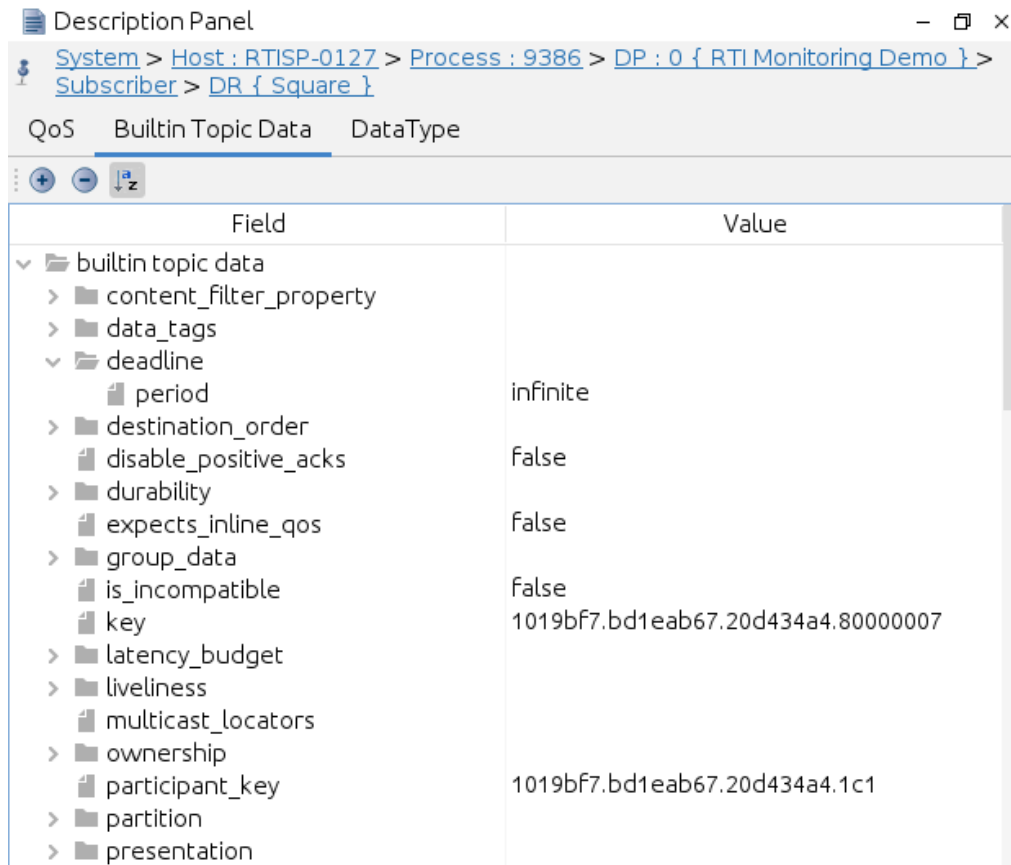 Description Panel
System > Host : RTISP-0127 > Process : 9386 > DP : 0 { RTI Monitoring Demo } >
Subscriber > DR { Square }
QoS Builtin Topic Data DataType
Field Value
builtin topic data
content_filter_property
data_tags
deadline
period infinite
destination_order
disable_positive_acks false
durability
expects_inline_qos false
group_data
is_incompatible false
key 1019bf7.bd1eab67.20d434a4.80000007
latency_budget
liveliness
multicast_locators
ownership
participant_key 1019bf7.bd1eab67.20d434a4.1c1
partition
presentation